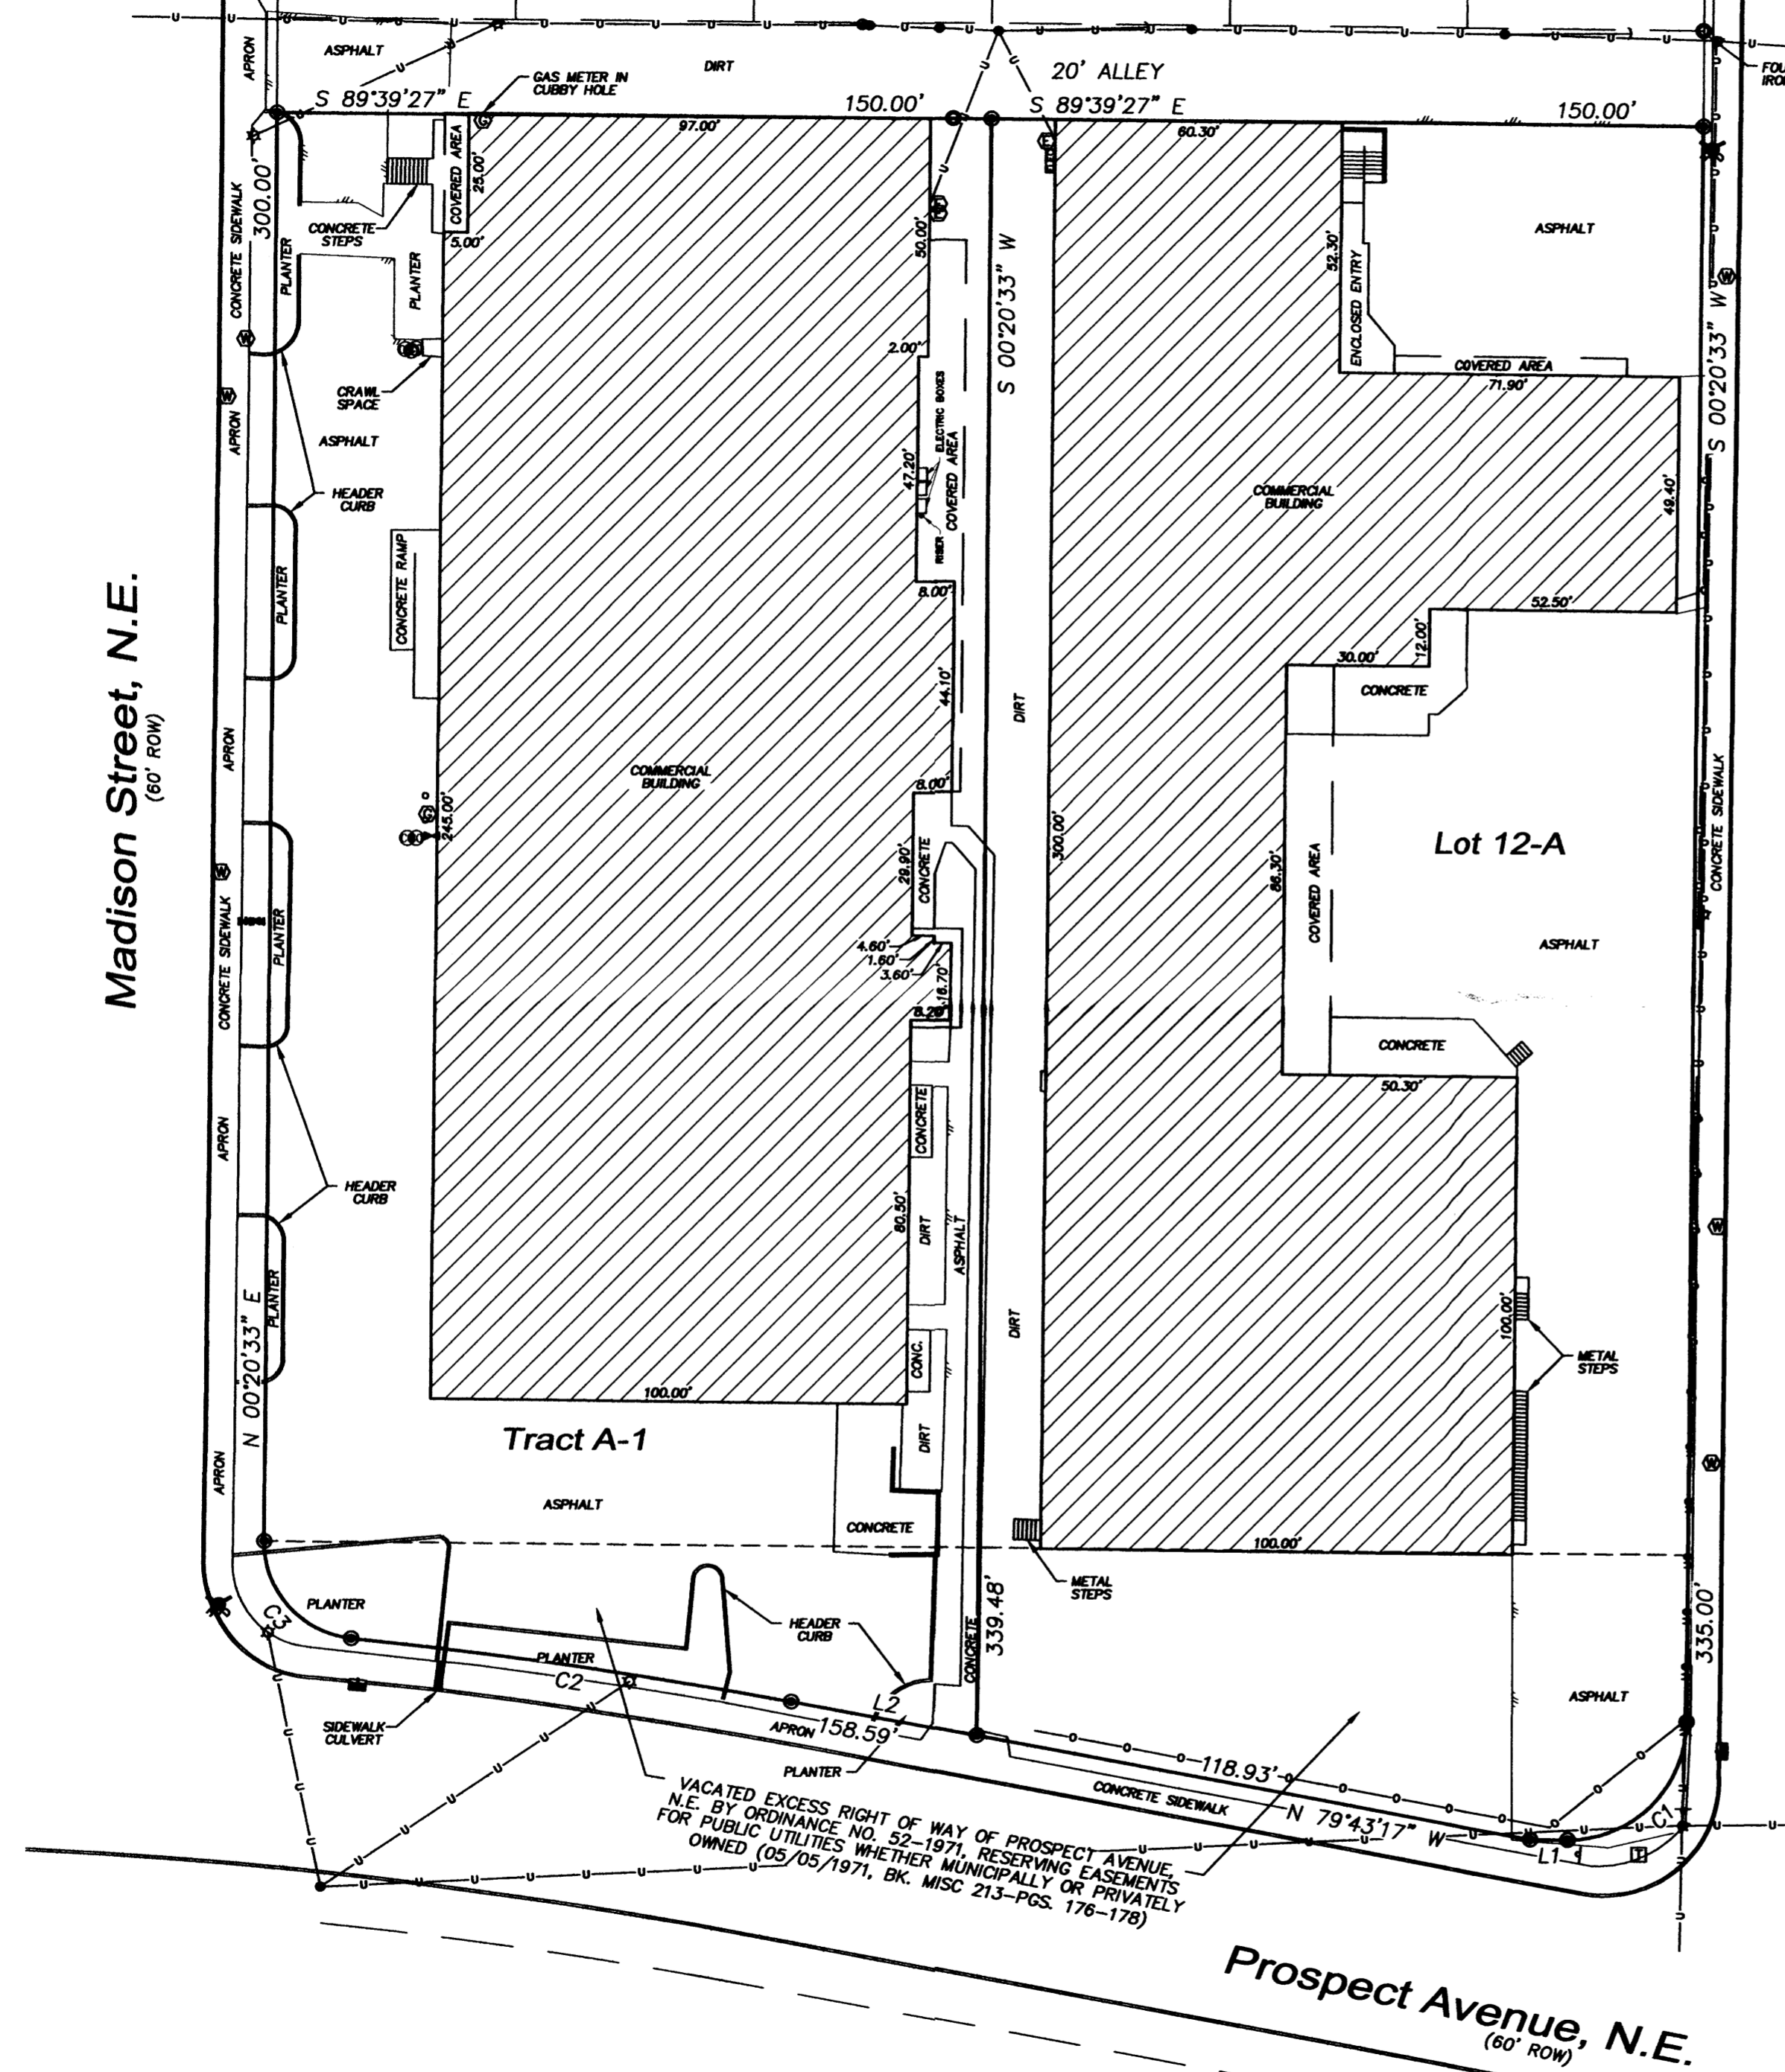 APRON
ASPHALT
DIRT
GAS METER IN
CUBBY HOLE
20' ALLEY
S 89°39'27" E
150.00'
S 89°39'27" E
150.00'
FOU
IRO
97.00'
60.30'
300.00'
CONCRETE SIDEWALK
PLANTER
CONCRETE
STEPS
COVERED AREA
25.00'
5.00'
PLANTER
50.00'
2.00'
S 00°20'33" W
52.30'
ENCLOSED ENTRY
ASPHALT
COVERED AREA
71.90'
W
S 00°20'33" W
W
W
APRON
CRAWL
SPACE
ASPHALT
HEADER
CURB
ELECTRIC BOXES
COVERED AREA
47.20'
RISER
8.00'
COMMERCIAL
BUILDING
49.40'
52.50'
12.00'
30.00'
CONCRETE
PLANTER
CONCRETE RAMP
Madison Street, N.E.
(60' ROW)
APRON
44.10'
DIRT
COMMERCIAL
BUILDING
8.00'
245.00'
G
300.00'
86.30'
COVERED AREA
Lot 12-A
CONCRETE SIDEWALK
W
CONCRETE SIDEWALK
PLANTER
29.90'
CONCRETE
4.60'
1.60'
3.60'
16.70'
8.20'
ASPHALT
CONCRETE
50.30'
APRON
HEADER
CURB
CONCRETE
80.50'
DIRT
ASPHALT
W
N 00°20'33" E
PLANTER
DIRT
100.00'
METAL
STEPS
CONC.
100.00'
Tract A-1
DIRT
APRON
ASPHALT
CONCRETE
W
100.00'
METAL
STEPS
PLANTER
C3
HEADER
CURB
PLANTER
C2
CONCRETE
339.48'
335.00'
ASPHALT
L2
SIDEWALK
CULVERT
APRON
158.59'
PLANTER
118.93'
CONCRETE SIDEWALK
N 79°43'17" W
C1
L1
T
VACATED EXCESS RIGHT OF WAY OF PROSPECT AVENUE,
N.E. BY ORDINANCE NO. 52-1971, RESERVING EASEMENTS
FOR PUBLIC UTILITIES WHETHER MUNICIPALLY OR PRIVATELY
OWNED (05/05/1971, BK. MISC 213-PGS. 176-178)
Prospect Avenue, N.E.
(60' ROW)